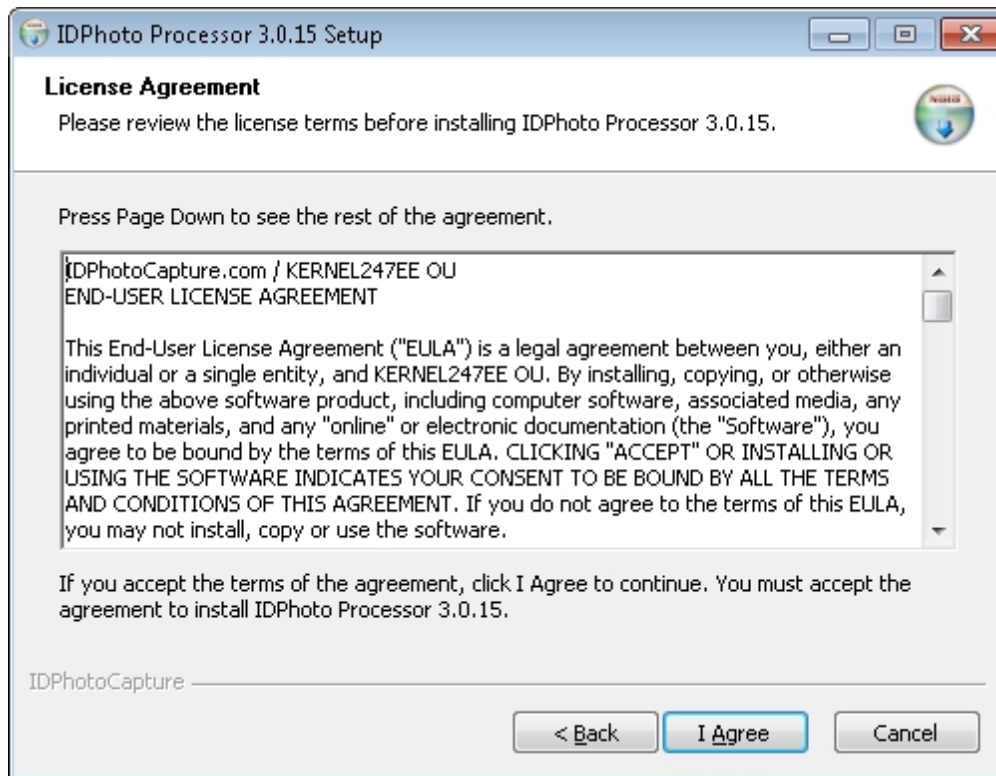 IDPhoto Processor 3.0.15 Setup
License Agreement
Please review the license terms before installing IDPhoto Processor 3.0.15.
Press Page Down to see the rest of the agreement.
IDPhotoCapture.com / KERNEL247EE OU
END-USER LICENSE AGREEMENT
This End-User License Agreement ("EULA") is a legal agreement between you, either an
individual or a single entity, and KERNEL247EE OU. By installing, copying, or otherwise
using the above software product, including computer software, associated media, any
printed materials, and any "online" or electronic documentation (the "Software"), you
agree to be bound by the terms of this EULA. CLICKING "ACCEPT" OR INSTALLING OR
USING THE SOFTWARE INDICATES YOUR CONSENT TO BE BOUND BY ALL THE TERMS
AND CONDITIONS OF THIS AGREEMENT. If you do not agree to the terms of this EULA,
you may not install, copy or use the software.
If you accept the terms of the agreement, click I Agree to continue. You must accept the
agreement to install IDPhoto Processor 3.0.15.
IDPhotoCapture
< Back
I Agree
Cancel